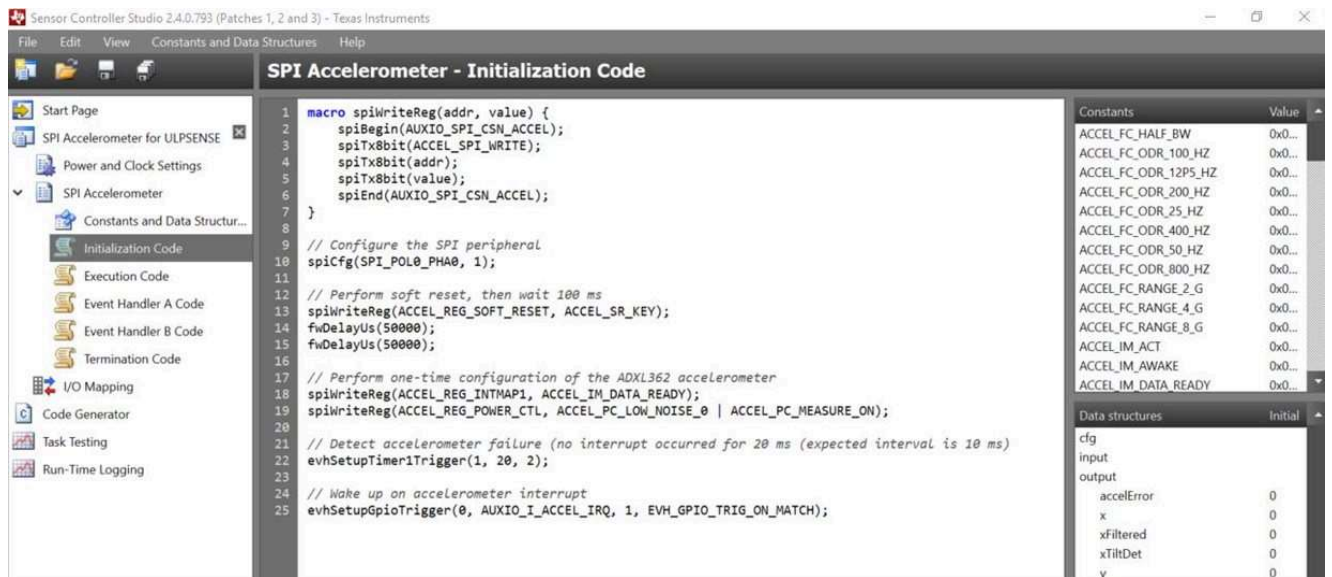 Sensor Controller Studio 2.4.0.793 (Patches 1, 2 and 3) - Texas Instruments
File Edit View Constants and Data Structures Help
SPI Accelerometer - Initialization Code
Start Page
SPI Accelerometer for ULPSENSE
Power and Clock Settings
SPI Accelerometer
Constants and Data Structur...
Initialization Code
Execution Code
Event Handler A Code
Event Handler B Code
Termination Code
I/O Mapping
Code Generator
Task Testing
Run-Time Logging
1 macro spiWriteReg(addr, value) {
2 spiBegin(AUXIO_SPI_CSN_ACCEL);
3 spiTx8bit(ACCEL_SPI_WRITE);
4 spiTx8bit(addr);
5 spiTx8bit(value);
6 spiEnd(AUXIO_SPI_CSN_ACCEL);
7 }
8
9 // Configure the SPI peripheral
10 spiCfg(SPI_POL0_PHA0, 1);
11
12 // Perform soft reset, then wait 100 ms
13 spiWriteReg(ACCEL_REG_SOFT_RESET, ACCEL_SR_KEY);
14 fwDelayUs(50000);
15 fwDelayUs(50000);
16
17 // Perform one-time configuration of the ADXL362 accelerometer
18 spiWriteReg(ACCEL_REG_INTMAP1, ACCEL_IM_DATA_READY);
19 spiWriteReg(ACCEL_REG_POWER_CTL, ACCEL_PC_LOW_NOISE_0 | ACCEL_PC_MEASURE_ON);
20
21 // Detect accelerometer failure (no interrupt occurred for 20 ms (expected interval is 10 ms)
22 evhSetupTimer1Trigger(1, 20, 2);
23
24 // Wake up on accelerometer interrupt
25 evhSetupGpioTrigger(0, AUXIO_I_ACCEL_IRQ, 1, EVH_GPIO_TRIG_ON_MATCH);
Constants Value
ACCEL_FC_HALF_BW 0x0...
ACCEL_FC_ODR_100_HZ 0x0...
ACCEL_FC_ODR_12P5_HZ 0x0...
ACCEL_FC_ODR_200_HZ 0x0...
ACCEL_FC_ODR_25_HZ 0x0...
ACCEL_FC_ODR_400_HZ 0x0...
ACCEL_FC_ODR_50_HZ 0x0...
ACCEL_FC_ODR_800_HZ 0x0...
ACCEL_FC_RANGE_2_G 0x0...
ACCEL_FC_RANGE_4_G 0x0...
ACCEL_FC_RANGE_8_G 0x0...
ACCEL_IM_ACT 0x0...
ACCEL_IM_AWAKE 0x0...
ACCEL_IM_DATA_READY 0x0...
Data structures Initial
cfg
input
output
accelError 0
x 0
xFiltered 0
xTiltDet 0
y 0